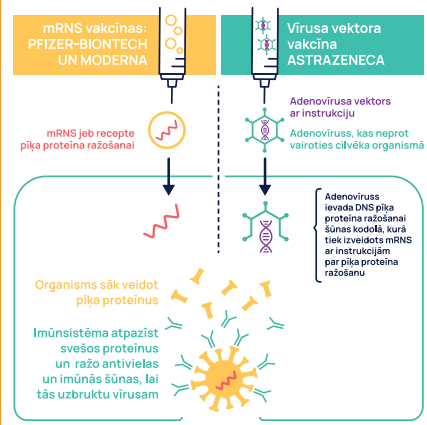 mRNS vakcīnas:
PFIZER-BIONTECH
UN MODERNA
Vīrusa vektora
vakcīna
ASTRAZENECA
mRNS jeb recepte
pīķa proteīna ražošanai
Adenovīrusa vektors
ar instrukciju
Adenovīruss, kas neprot
vairoties cilvēka organismā
Adenovīruss
ievada DNS pīķa
proteīna ražošanai
šūnas kodolā, kurā
tiek izveidots mRNS
ar instrukcijām
par pīķa proteīna
ražošanu
Organisms sāk veidot
pīķa proteīnus
Imūnsistēma atpazīst
svešos proteīnus
un ražo antivielas
un imūnās šūnas, lai
tās uzbruktu vīrusam